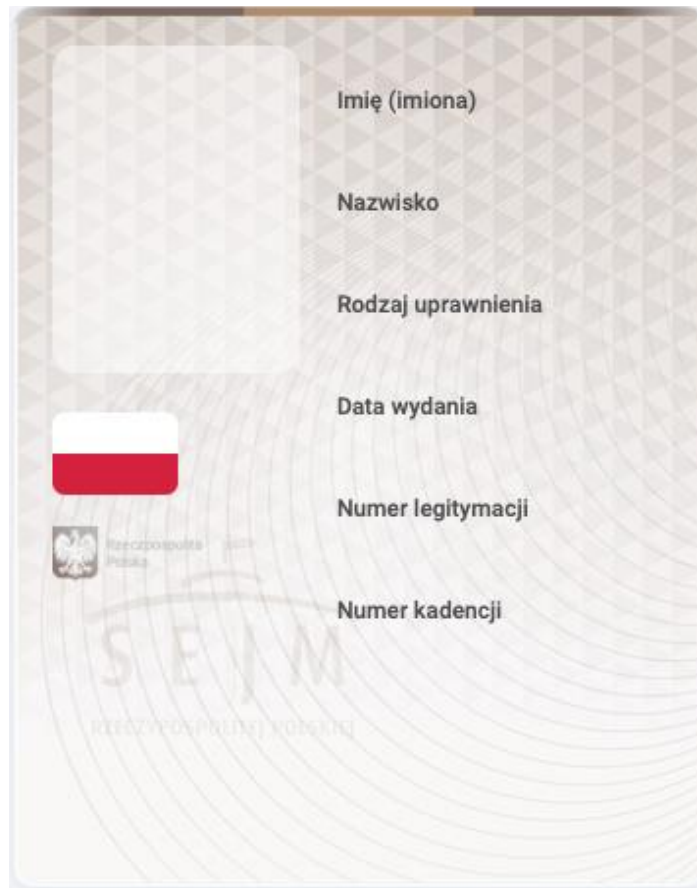 Imię (imiona)
Nazwisko
Rodzaj uprawnienia
Data wydania
Numer legitymacji
Rzeczpospolita
Polska
Numer kadencji
SEJM
RZECZYPOSPOLITEJ POLSKIEJ